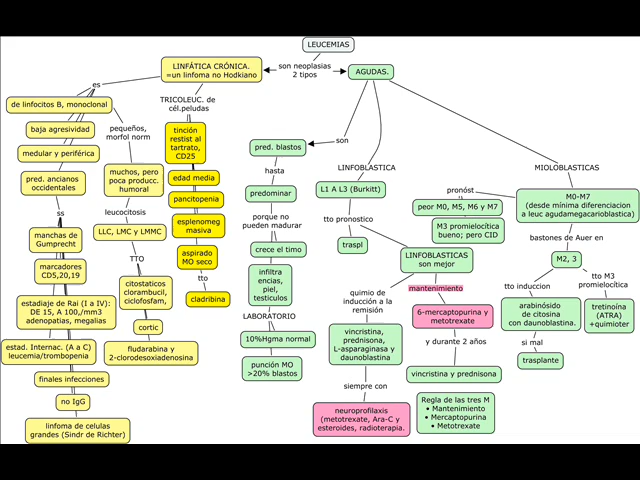 LEUCEMIAS
son neoplasias
2 tipos
LINFÁTICA CRÓNICA.
=un linfoma no Hodkiano
es
de linfocitos B, monoclonal
baja agresividad
medular y periférica
pred. ancianos
occidentales
ss
manchas de
Gumprecht
marcadores
CD5,20,19
estadiaje de Rai (I a IV):
DE 15, A 100,/mm3
adenopatias, megalias
estad. Internac. (A a C)
leucemia/trombopenia
finales infecciones
no IgG
linfoma de celulas
grandes (Sindr de Richter)
pequeños,
morfol norm
muchos, pero
poca producc.
humoral
leucocitosis
LLC, LMC y LMMC
TTO
citostaticos
clorambucil,
ciclofosfam,
cortic
fludarabina y
2-clorodesoxiadenosina
TRICOLEUC. de
cél.peludas
tinción
resist al
tartrato,
CD25
edad media
pancitopenia
esplenomeg
masiva
aspirado
MO seco
tto
cladribina
AGUDAS.
son
pred. blastos
hasta
predominar
porque no
pueden madurar
crece el timo
infiltra
encias,
piel,
testiculos
LABORATORIO
10%Hgma normal
punción MO
>20% blastos
LINFOBLASTICA
L1 A L3 (Burkitt)
tto pronostico
traspl
LINFOBLASTICAS
son mejor
quimio de
inducción a la
remisión
vincristina,
prednisona,
L-asparaginasa y
daunoblastina
siempre con
neuroprofilaxis
(metotrexate, Ara-C y
esteroides, radioterapia.
mantenimiento
6-mercaptopurina y
metotrexate
y durante 2 años
vincristina y prednisona
Regla de las tres M
• Mantenimiento
• Mercaptopurina
• Metotrexate
MIOLOBLASTICAS
M0-M7
(desde mínima diferenciacion
a leuc agudamegacarioblastica)
pronóst
peor M0, M5, M6 y M7
M3 promielocítica
bueno; pero CID
bastones de Auer en
M2, 3
tto induccion
arabinósido
de citosina
con daunoblastina.
si mal
trasplante
tto M3
promielocítica
tretinoína
(ATRA)
+quimioter